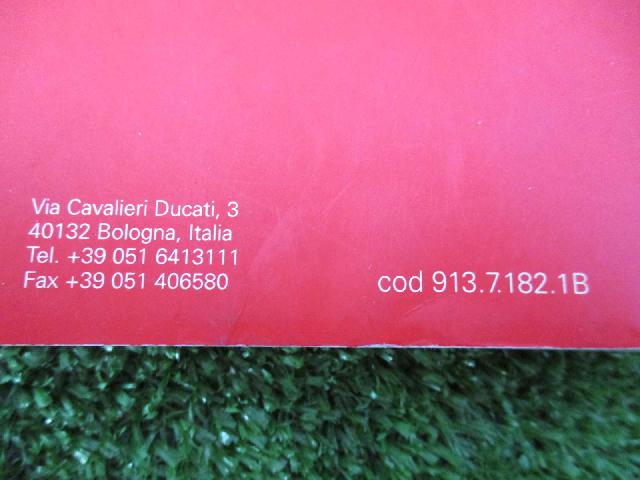 Via Cavalieri Ducati, 3
40132 Bologna, Italia
Tel. +39 051 6413111
Fax +39 051 406580
cod 913.7.182.1B